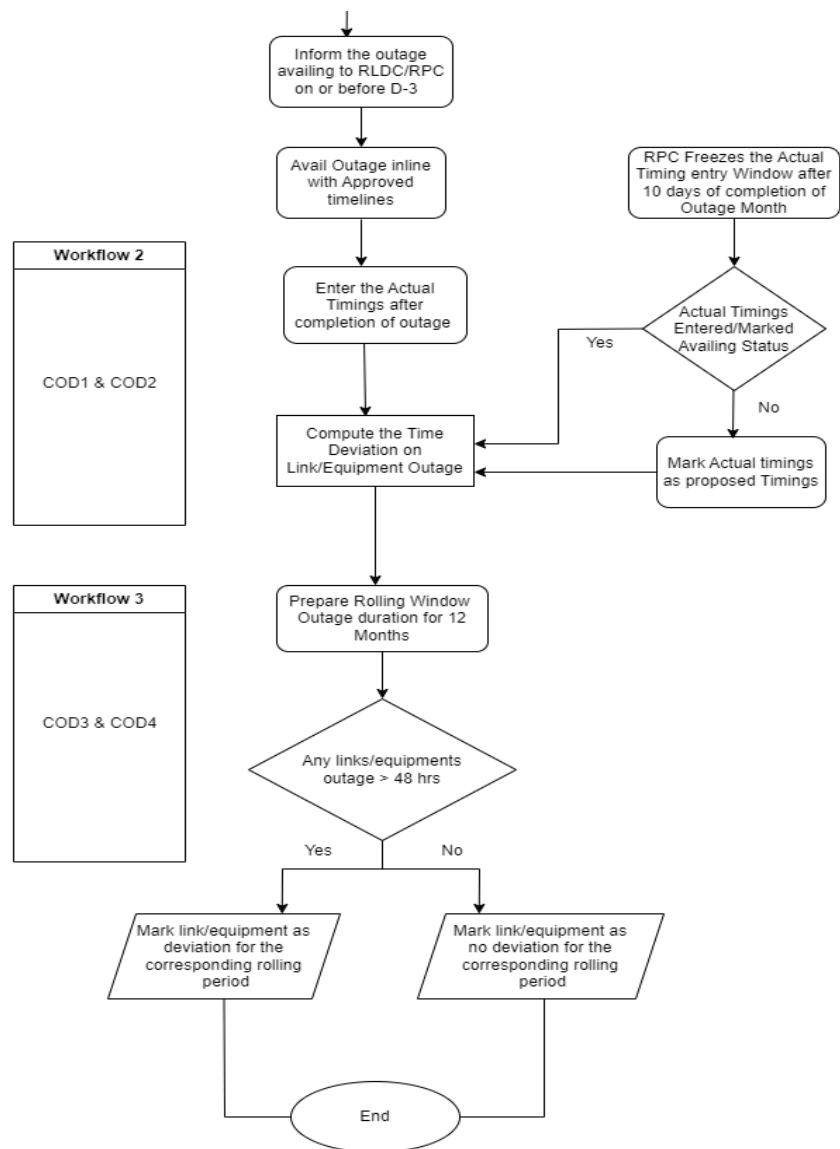 Inform the outage
availing to RLDC/RPC
on or before D-3
Avail Outage inline
with Approved
timelines
RPC Freezes the Actual
Timing entry Window after
10 days of completion of
Outage Month
Workflow 2
COD1 & COD2
Enter the Actual
Timings after
completion of outage
Actual Timings
Entered/Marked
Availing Status
Yes
No
Compute the Time
Deviation on
Link/Equipment Outage
Mark Actual timings
as proposed Timings
Workflow 3
COD3 & COD4
Prepare Rolling Window
Outage duration for 12
Months
Any links/equipments
outage > 48 hrs
Yes
No
Mark link/equipment as
deviation for the
corresponding rolling
period
Mark link/equipment as
no deviation for the
corresponding rolling
period
End